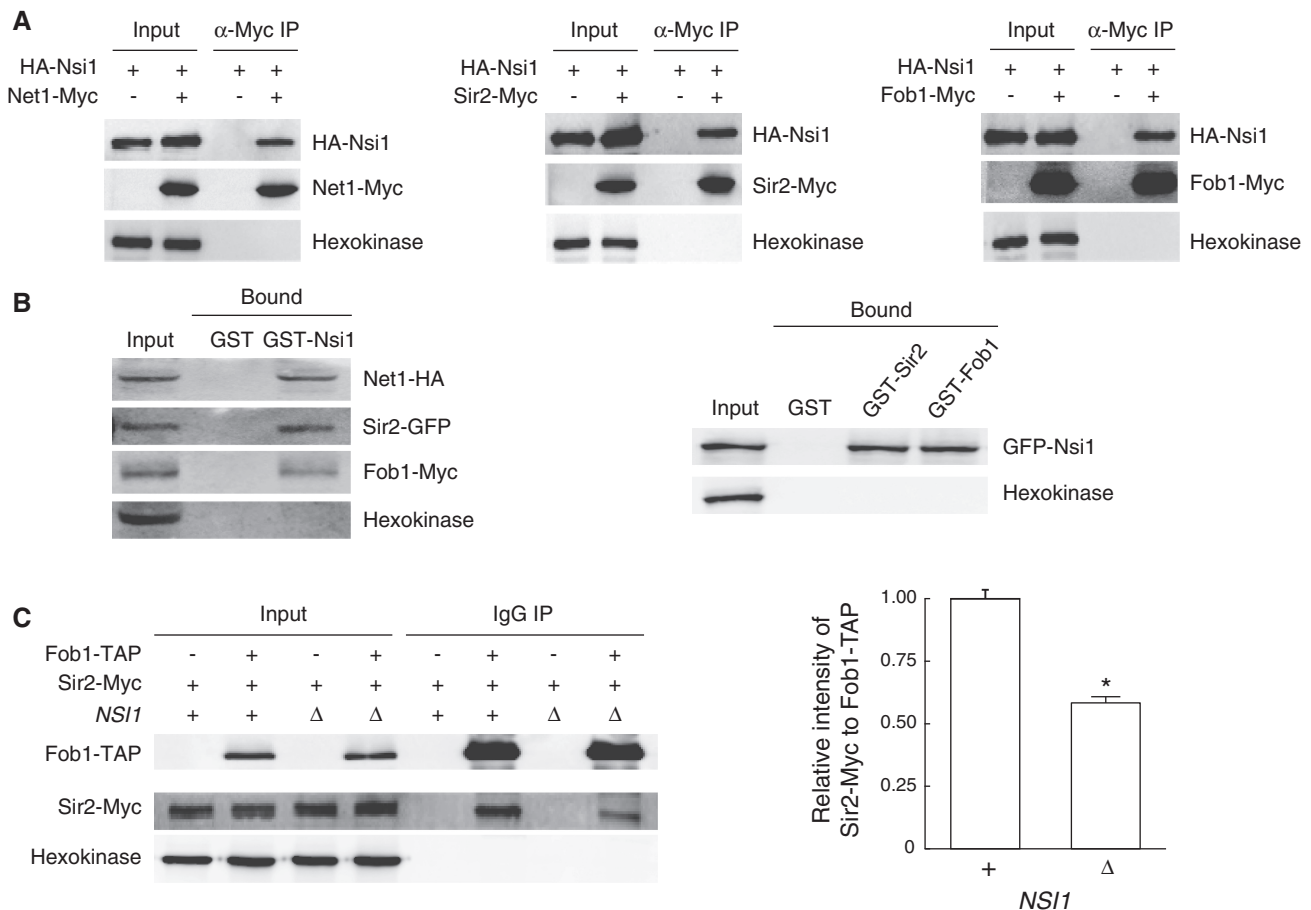 A
Input α-Myc IP
HA-Nsi1 + + + +
Net1-Myc - + - +
HA-Nsi1
Net1-Myc
Hexokinase
Input α-Myc IP
HA-Nsi1 + + + +
Sir2-Myc - + - +
HA-Nsi1
Sir2-Myc
Hexokinase
Input α-Myc IP
HA-Nsi1 + + + +
Fob1-Myc - + - +
HA-Nsi1
Fob1-Myc
Hexokinase
B
Bound
Input GST GST-Nsi1
Net1-HA
Sir2-GFP
Fob1-Myc
Hexokinase
Bound
Input GST GST-Sir2 GST-Fob1
GFP-Nsi1
Hexokinase
C
Input IgG IP
Fob1-TAP - + - + - + - +
Sir2-Myc + + + + + + + +
NSI1 + + Δ Δ + + Δ Δ
Fob1-TAP
Sir2-Myc
Hexokinase
Relative intensity of
Sir2-Myc to Fob1-TAP
1.00
0.75
0.50
0.25
0
*
+ Δ
NSI1